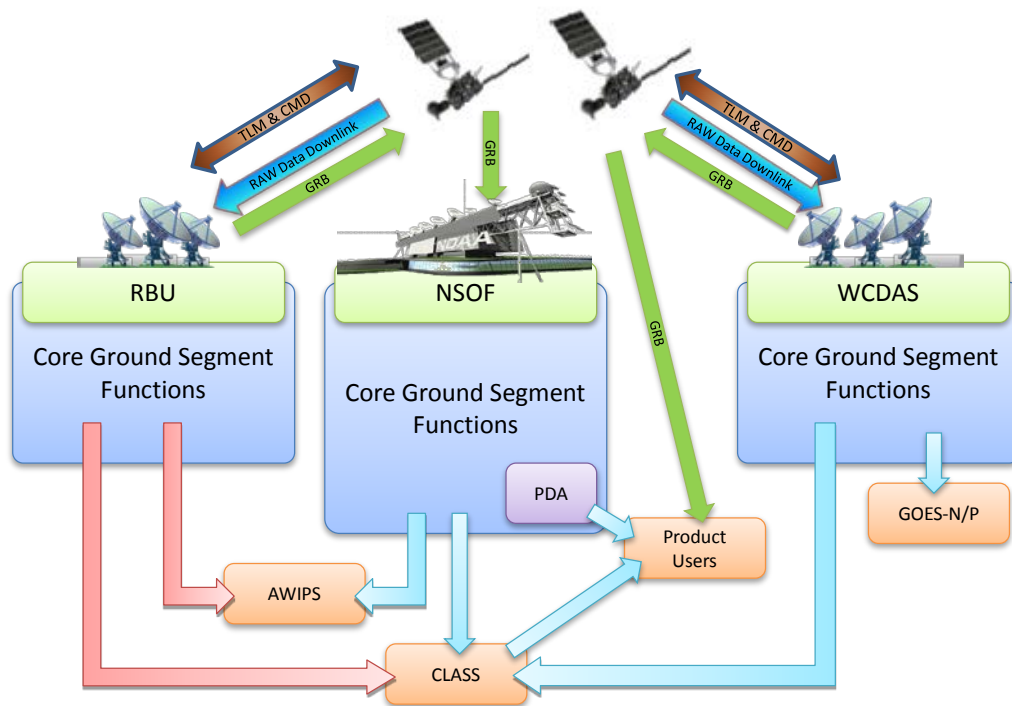 TLM & CMD
RAW Data Downlink
GRB
GRB
TLM & CMD
RAW Data Downlink
GRB
GRB
NOAA
RBU
NSOF
WCDAS
Core Ground Segment
Functions
Core Ground Segment
Functions
Core Ground Segment
Functions
PDA
GOES-N/P
Product
Users
AWIPS
CLASS